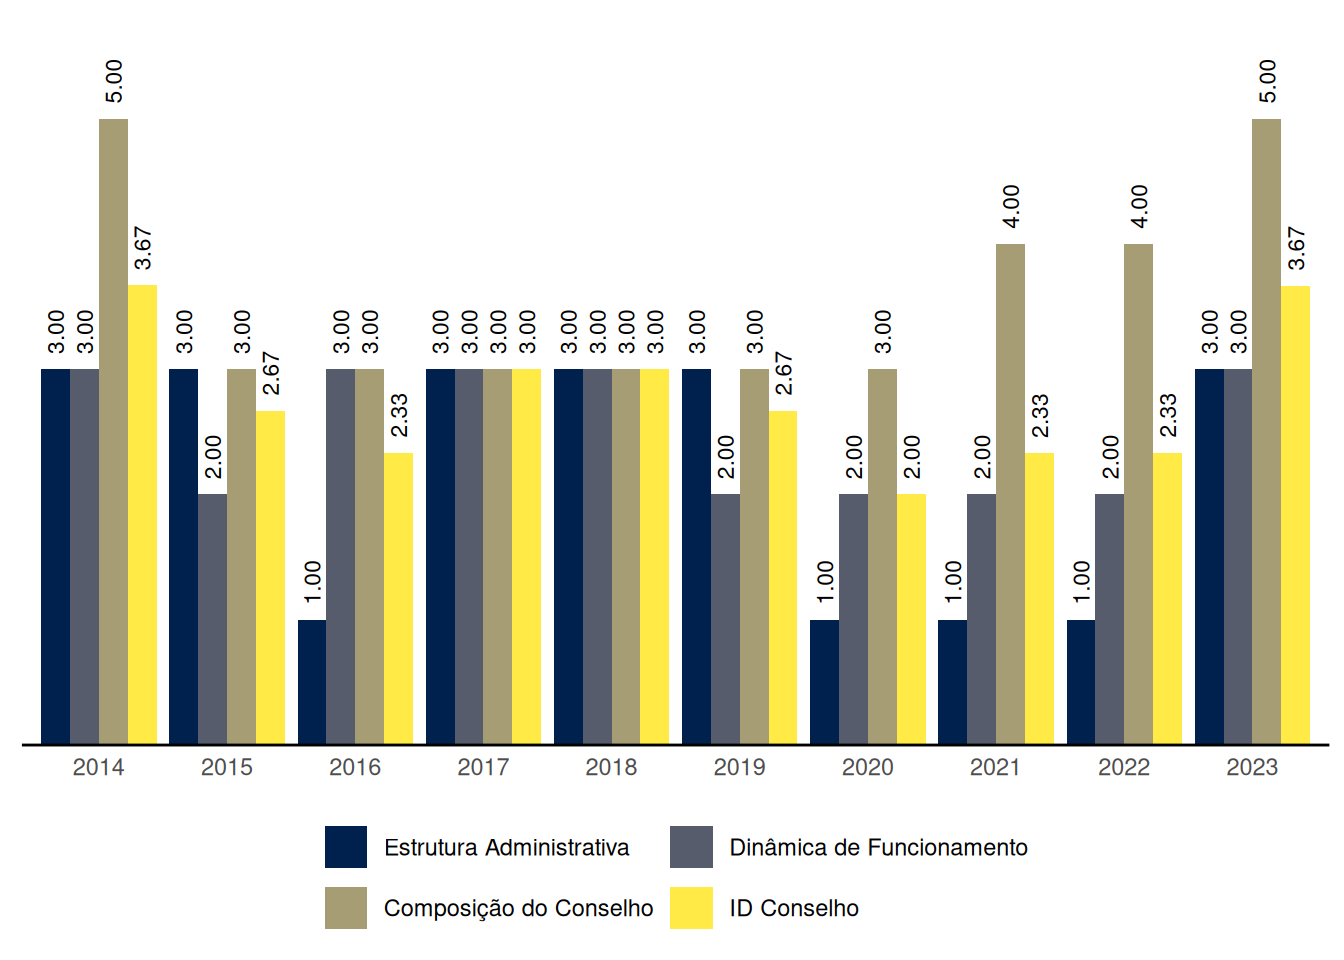 5.00 5.00
4.00 4.00
3.67 3.67
3.00 3.00 3.00 3.00 3.00 3.00 3.00 3.00 3.00 3.00 3.00 3.00 3.00 3.00 3.00 3.00 3.00 3.00 3.00
2.67 2.67
2.33 2.33 2.33
2.00 2.00 2.00 2.00 2.00 2.00
1.00 1.00 1.00 1.00
2014 2015 2016 2017 2018 2019 2020 2021 2022 2023
Estrutura Administrativa Dinâmica de Funcionamento
Composição do Conselho ID Conselho